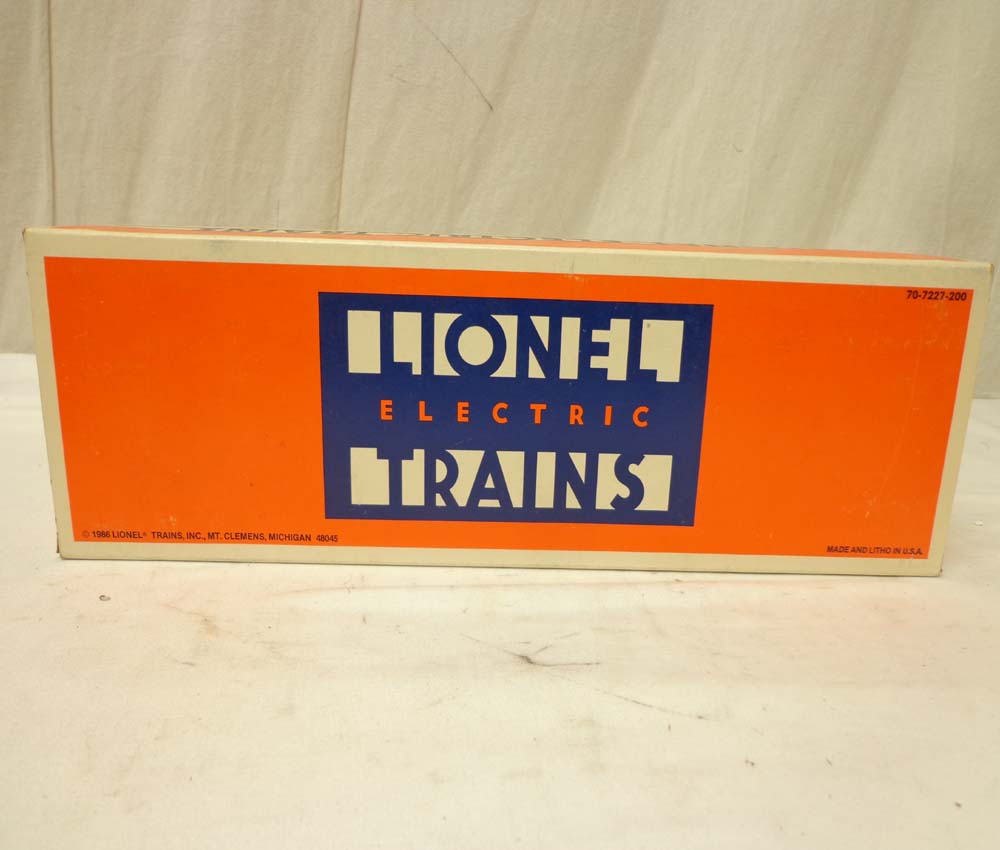 70-7227-200
LIONEL
ELECTRIC
TRAINS
© 1986 LIONEL® TRAINS, INC., MT. CLEMENS, MICHIGAN 48045
MADE AND LITHO IN U.S.A.